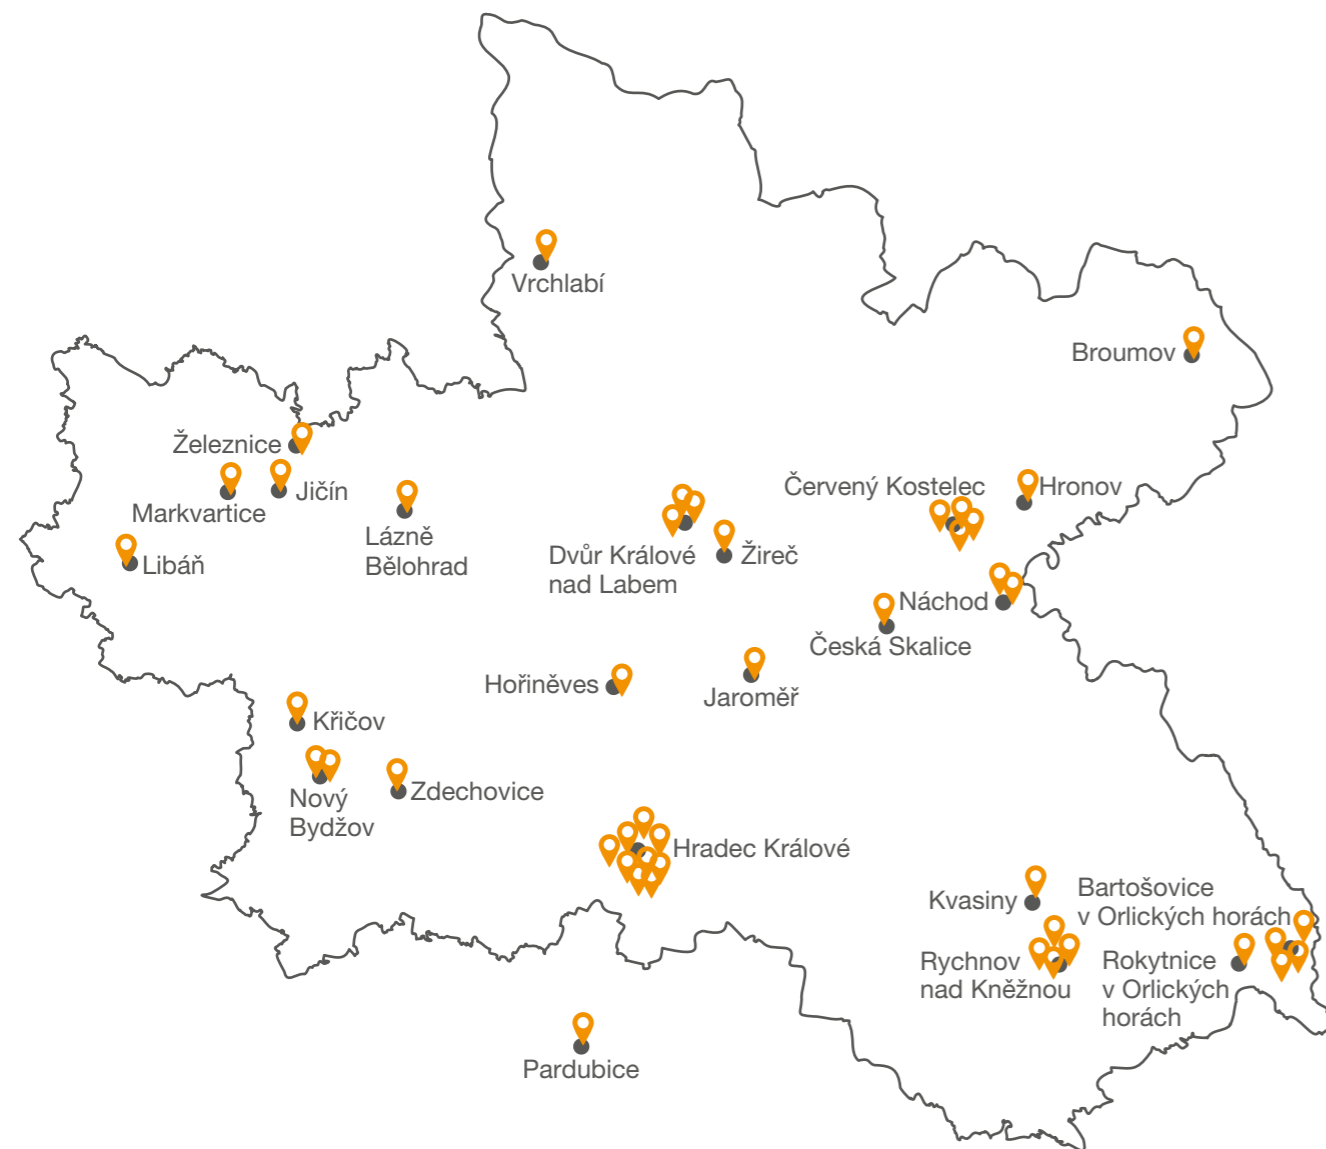 Vrchlabí
Broumov
Železnice
Jičín
Markvartice
Libáň
Lázně
Bělohrad
Dvůr Králové
nad Labem
Žireč
Červený Kostelec
Hronov
Náchod
Česká Skalice
Hořiněves
Jaroměř
Křičov
Nový
Bydžov
Zdechovice
Hradec Králové
Kvasiny
Bartošovice
v Orlických horách
Rychnov
nad Kněžnou
Rokytnice
v Orlických
horách
Pardubice